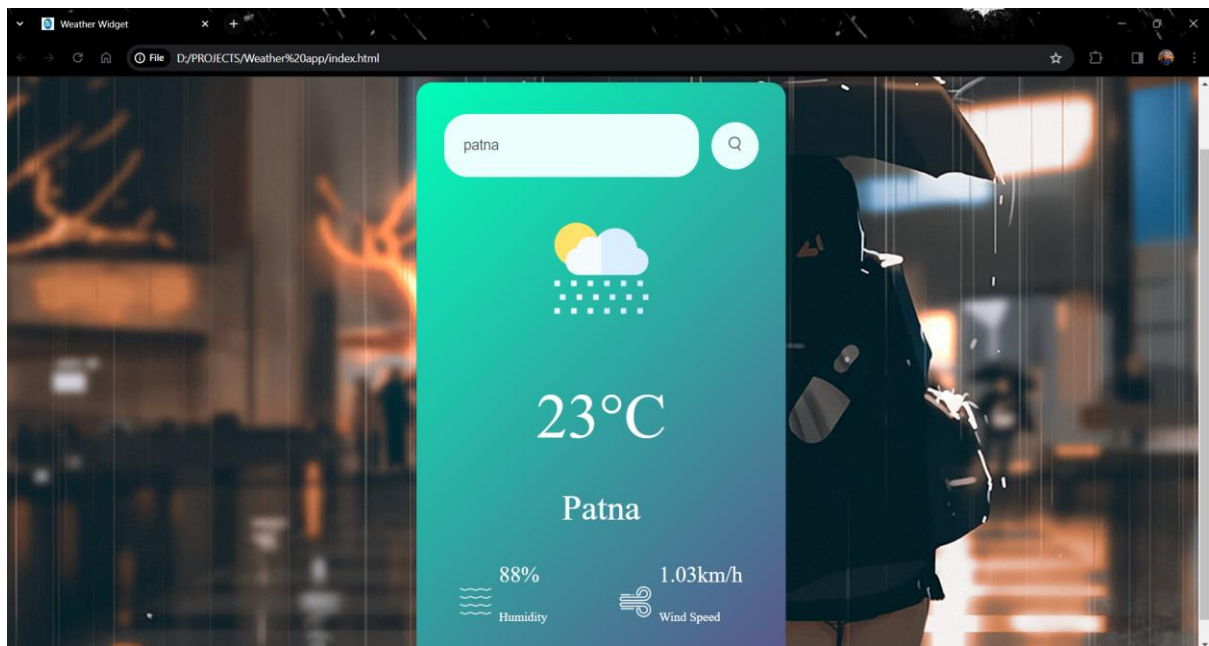 Weather Widget
File D:/PROJECTS/Weather%20app/index.html
patna
23°C
Patna
88% 1.03km/h
Humidity Wind Speed